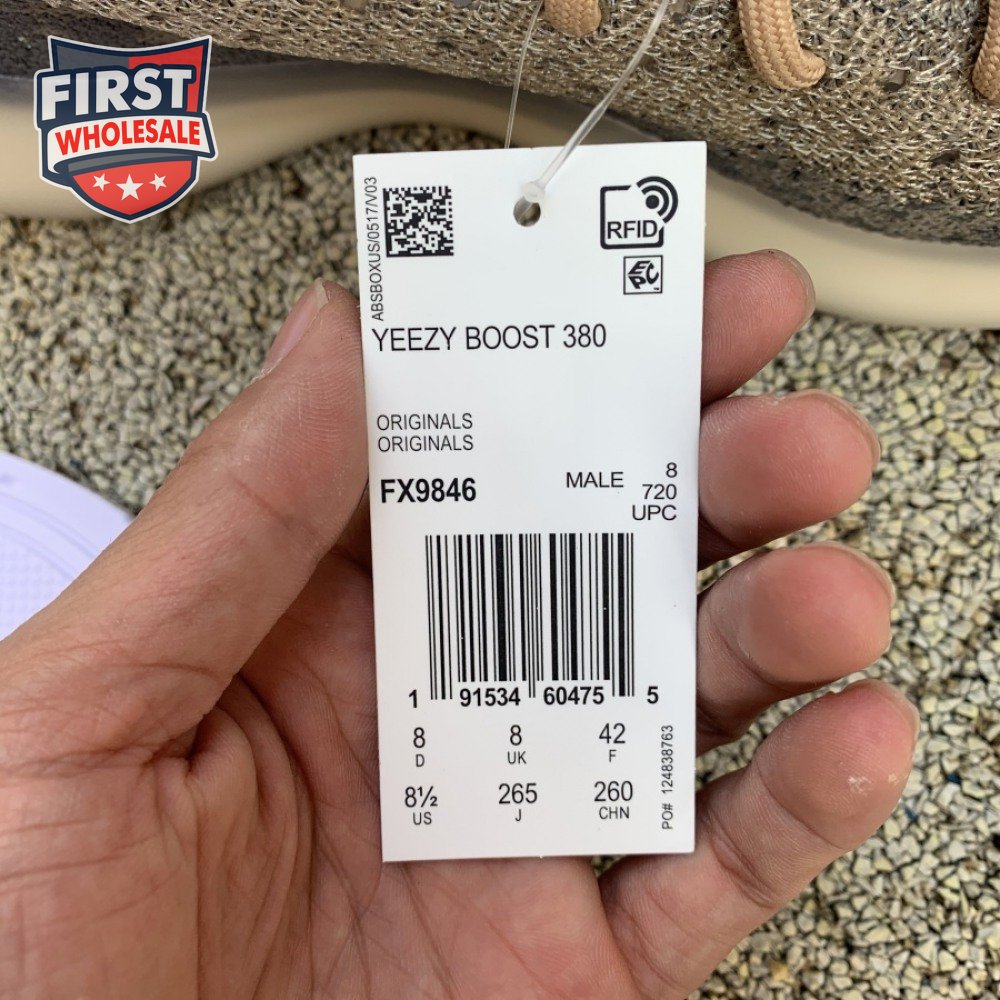 FIRST
WHOLESALE
ABSBOXUS/0517/V03
RFID
EPC
YEEZY BOOST 380
ORIGINALS
ORIGINALS
FX9846
MALE 8
720
UPC
1 91534 60475 5
8 8 42
D UK F
8½ 265 260
US J CHN
PO# 124838763